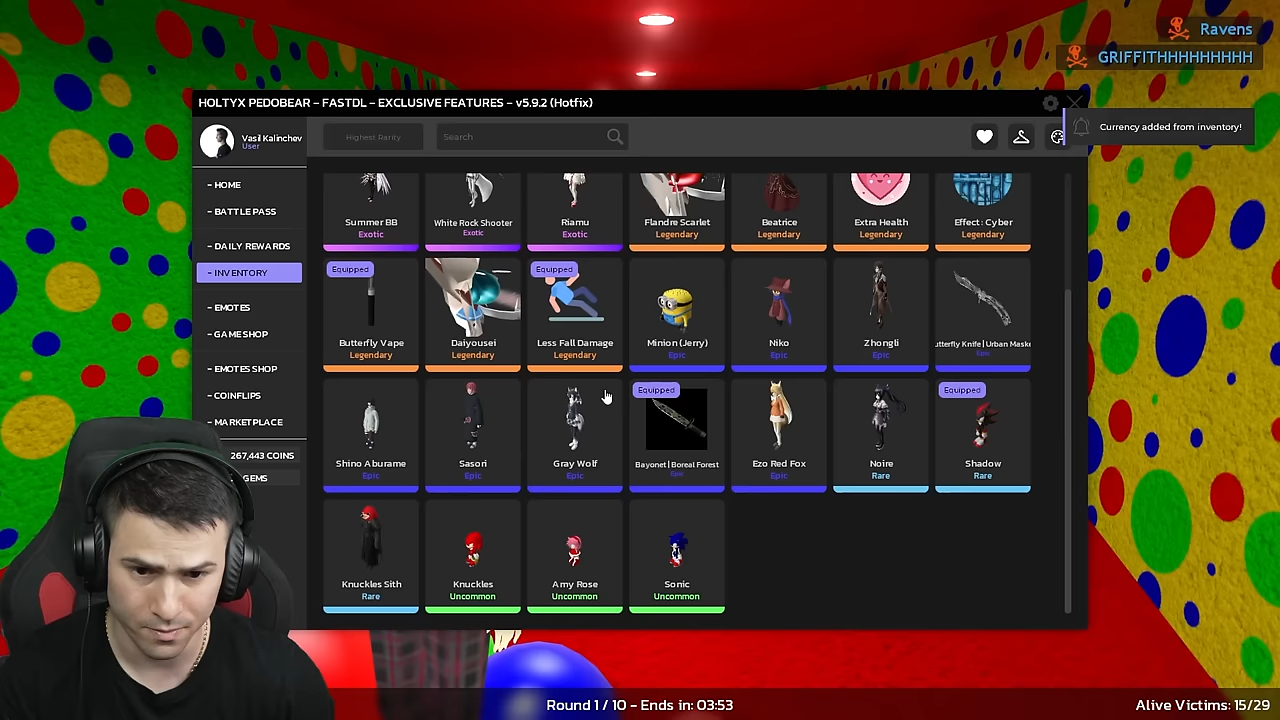 Ravens
GRIFFITHHHHHHHHH
HOLTYX PEDOBEAR - FASTDL - EXCLUSIVE FEATURES - v5.9.2 (Hotfix)
Currency added from inventory!
Vasil Kalinchev
User
Highest Rarity
Search
- HOME
- BATTLE PASS
- DAILY REWARDS
- INVENTORY
- EMOTES
- GAMESHOP
- EMOTES SHOP
- COINFLIPS
- MARKETPLACE
267,443 COINS
GEMS
Summer BB
Exotic
White Rock Shooter
Exotic
Riamu
Exotic
Flandre Scarlet
Legendary
Beatrice
Legendary
Extra Health
Legendary
Effect: Cyber
Legendary
Equipped
Butterfly Vape
Legendary
Daiyousei
Legendary
Equipped
Less Fall Damage
Legendary
Minion (Jerry)
Epic
Niko
Epic
Zhongli
Epic
utterfly Knife | Urban Maske
Epic
Shino Aburame
Epic
Sasori
Epic
Gray Wolf
Epic
Equipped
Bayonet | Boreal Forest
Epic
Ezo Red Fox
Epic
Noire
Rare
Equipped
Shadow
Rare
Knuckles Sith
Rare
Knuckles
Uncommon
Amy Rose
Uncommon
Sonic
Uncommon
Round 1 / 10 - Ends in: 03:53
Alive Victims: 15/29